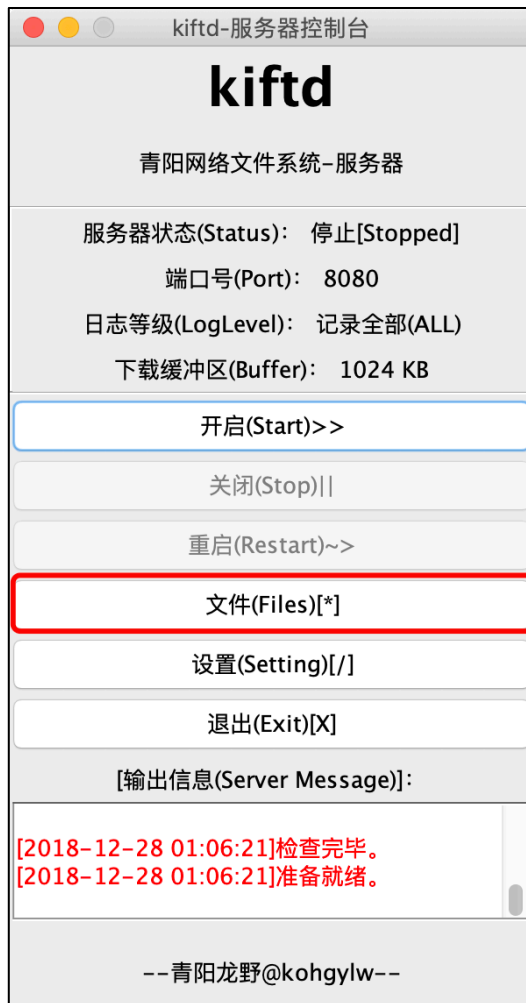 kiftd-服务器控制台
kiftd
青阳网络文件系统-服务器
服务器状态(Status)： 停止[Stopped]
端口号(Port)： 8080
日志等级(LogLevel)： 记录全部(ALL)
下载缓冲区(Buffer)： 1024 KB
开启(Start)>>
关闭(Stop)||
重启(Restart)~>
文件(Files)[*]
设置(Setting)[/]
退出(Exit)[X]
[输出信息(Server Message)]：
[2018-12-28 01:06:21]检查完毕。
[2018-12-28 01:06:21]准备就绪。
--青阳龙野@kohgylw--